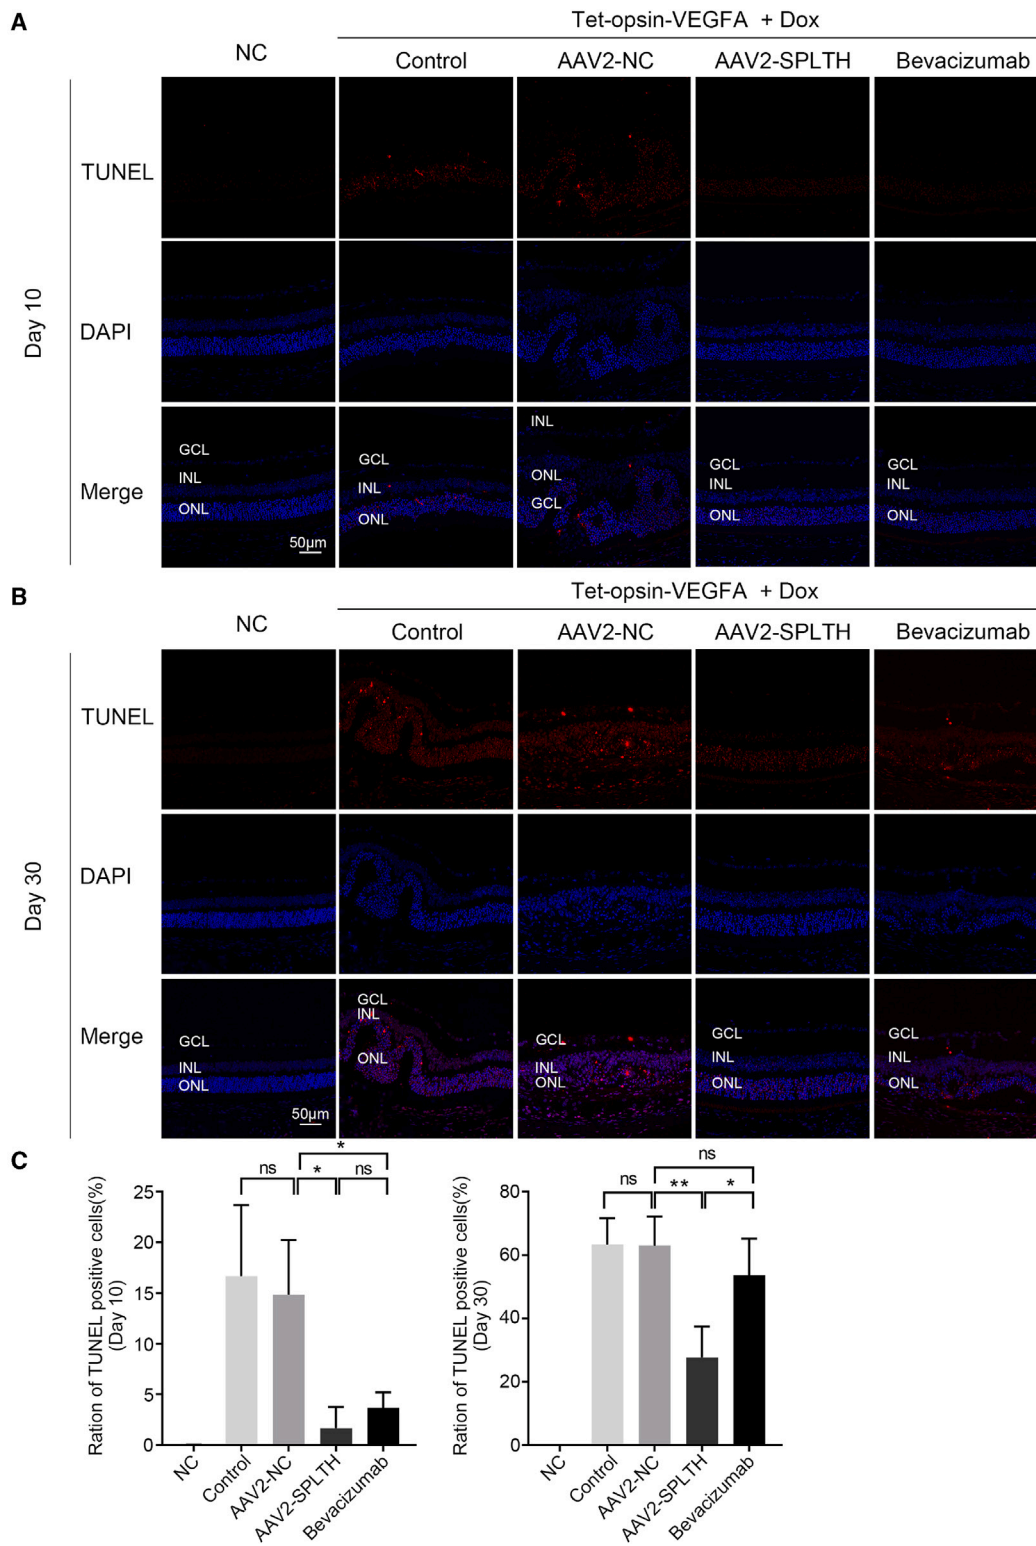 A
Tet-opsin-VEGFA + Dox
NC
Control
AAV2-NC
AAV2-SPLTH
Bevacizumab
Day 10
TUNEL
DAPI
Merge
GCL
INL
ONL
50μm
GCL
INL
ONL
INL
ONL
GCL
GCL
INL
ONL
GCL
INL
ONL
B
Tet-opsin-VEGFA + Dox
NC
Control
AAV2-NC
AAV2-SPLTH
Bevacizumab
Day 30
TUNEL
DAPI
Merge
GCL
INL
ONL
50μm
GCL
INL
ONL
GCL
INL
ONL
GCL
INL
ONL
GCL
INL
ONL
C
Ration of TUNEL positive cells(%)
(Day 10)
25
20
15
10
5
0
*
ns
*
ns
NC
Control
AAV2-NC
AAV2-SPLTH
Bevacizumab
Ration of TUNEL positive cells(%)
(Day 30)
80
60
40
20
0
ns
ns
**
*
NC
Control
AAV2-NC
AAV2-SPLTH
Bevacizumab